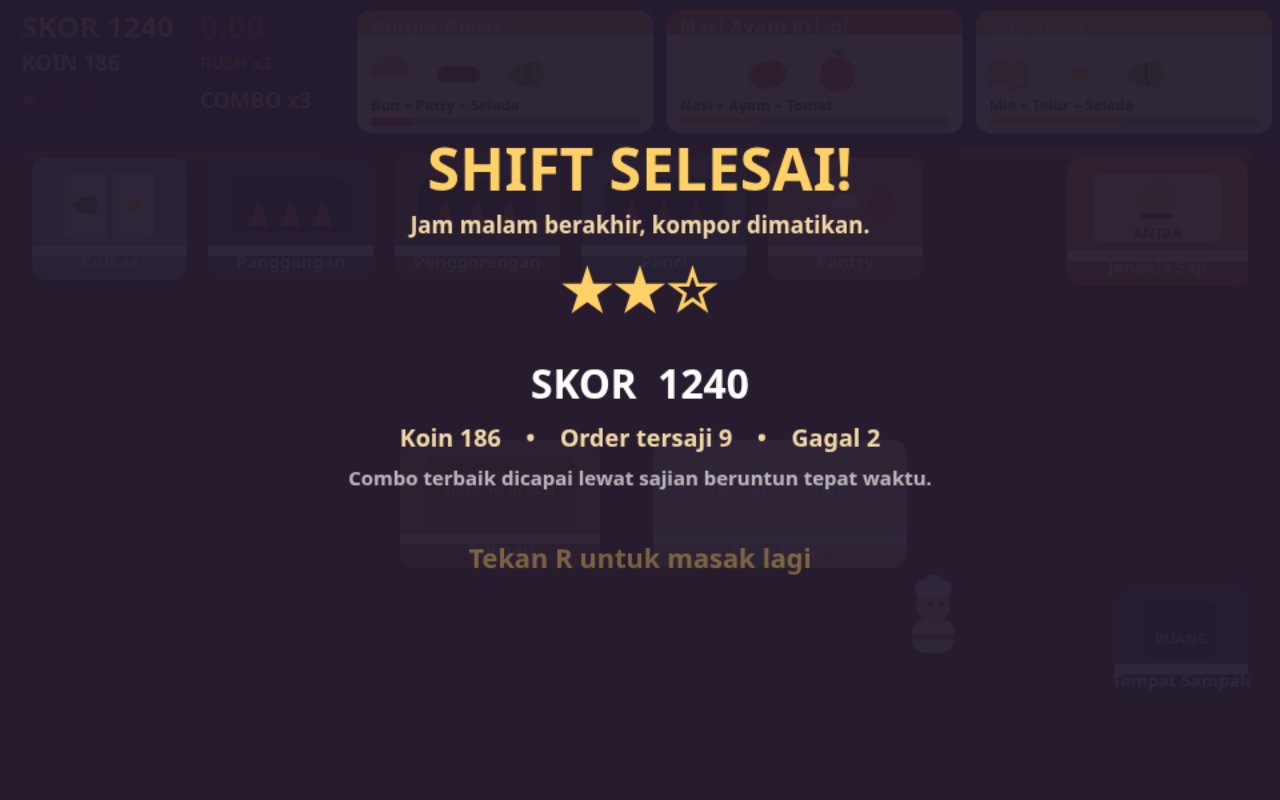 SKOR 1240
0:00
KOIN 186
RUSH x3
COMBO x3
Burger Klasik
Bun + Patty + Selada
Nasi Ayam Krispi
Nasi + Ayam + Tomat
Mie Kuah
Mie + Telur + Selada
Kulkas
Panggangan
Penggorengan
Panci
Pantry
ANTAR
Jendela Saji
SHIFT SELESAI!
Jam malam berakhir, kompor dimatikan.
SKOR 1240
Koin 186 • Order tersaji 9 • Gagal 2
Combo terbaik dicapai lewat sajian beruntun tepat waktu.
Tekan R untuk masak lagi
BUANG
Tempat Sampah